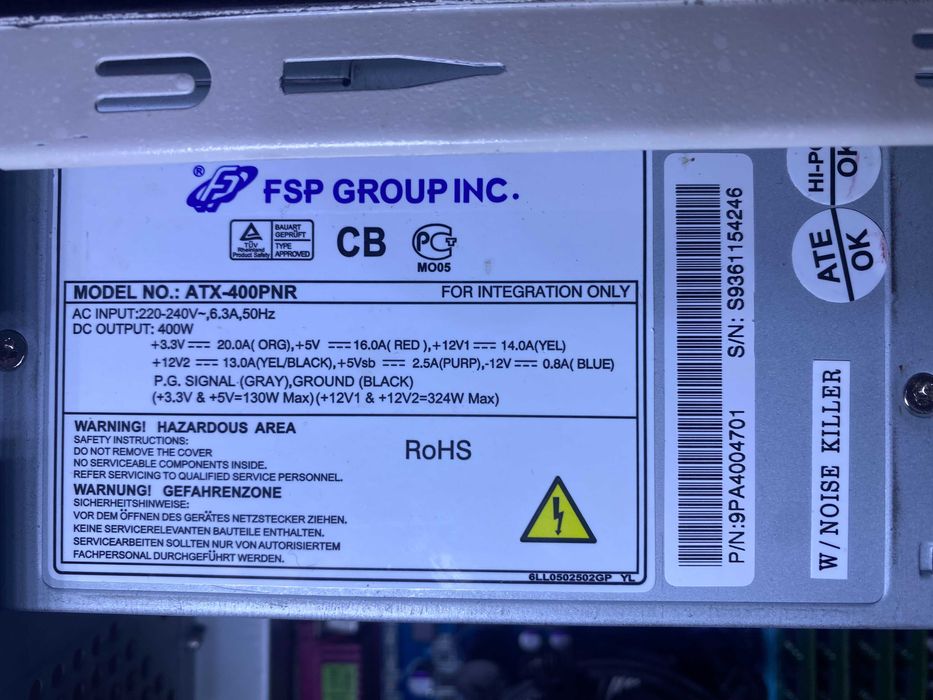 ® FSP GROUP INC.
TÜV
Rheinland
Product Safety
BAUART
GEPRÜFT
TYPE
APPROVED
CB
PG
MO05
MODEL NO.: ATX-400PNR FOR INTEGRATION ONLY
AC INPUT:220-240V~,6.3A,50Hz
DC OUTPUT: 400W
+3.3V ⎓ 20.0A( ORG),+5V ⎓16.0A( RED ),+12V1 ⎓ 14.0A(YEL)
+12V2 ⎓ 13.0A(YEL/BLACK),+5Vsb ⎓ 2.5A(PURP),-12V ⎓ 0.8A( BLUE)
P.G. SIGNAL (GRAY),GROUND (BLACK)
(+3.3V & +5V=130W Max)(+12V1 & +12V2=324W Max)
WARNING! HAZARDOUS AREA
SAFETY INSTRUCTIONS:
DO NOT REMOVE THE COVER
NO SERVICEABLE COMPONENTS INSIDE.
REFER SERVICING TO QUALIFIED SERVICE PERSONNEL.
RoHS
WARNUNG! GEFAHRENZONE
SICHERHEITSHINWEISE:
VOR DEM ÖFFNEN DES GERÄTES NETZSTECKER ZIEHEN.
KEINE SERVICERELEVANTEN BAUTEILE ENTHALTEN.
SERVICEARBEITEN SOLLTEN NUR VON AUTORISIERTEM
FACHPERSONAL DURCHGEFÜHRT WERDEN.
6LL0502502GP YL
P/N:9PA4004701 S/N: S9361154246
OK
ATE
OK
W/NOISE KILLER